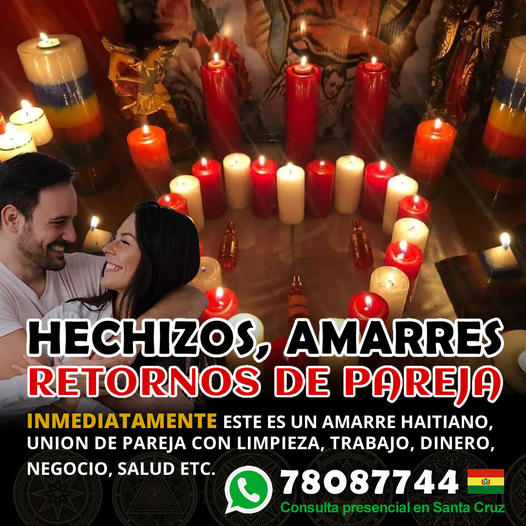 HECHIZOS, AMARRES
RETORNOS DE PAREJA
INMEDIATAMENTE ESTE ES UN AMARRE HAITIANO,
UNION DE PAREJA CON LIMPIEZA, TRABAJO, DINERO,
NEGOCIO, SALUD ETC.
78087744
Consulta presencial en Santa Cruz